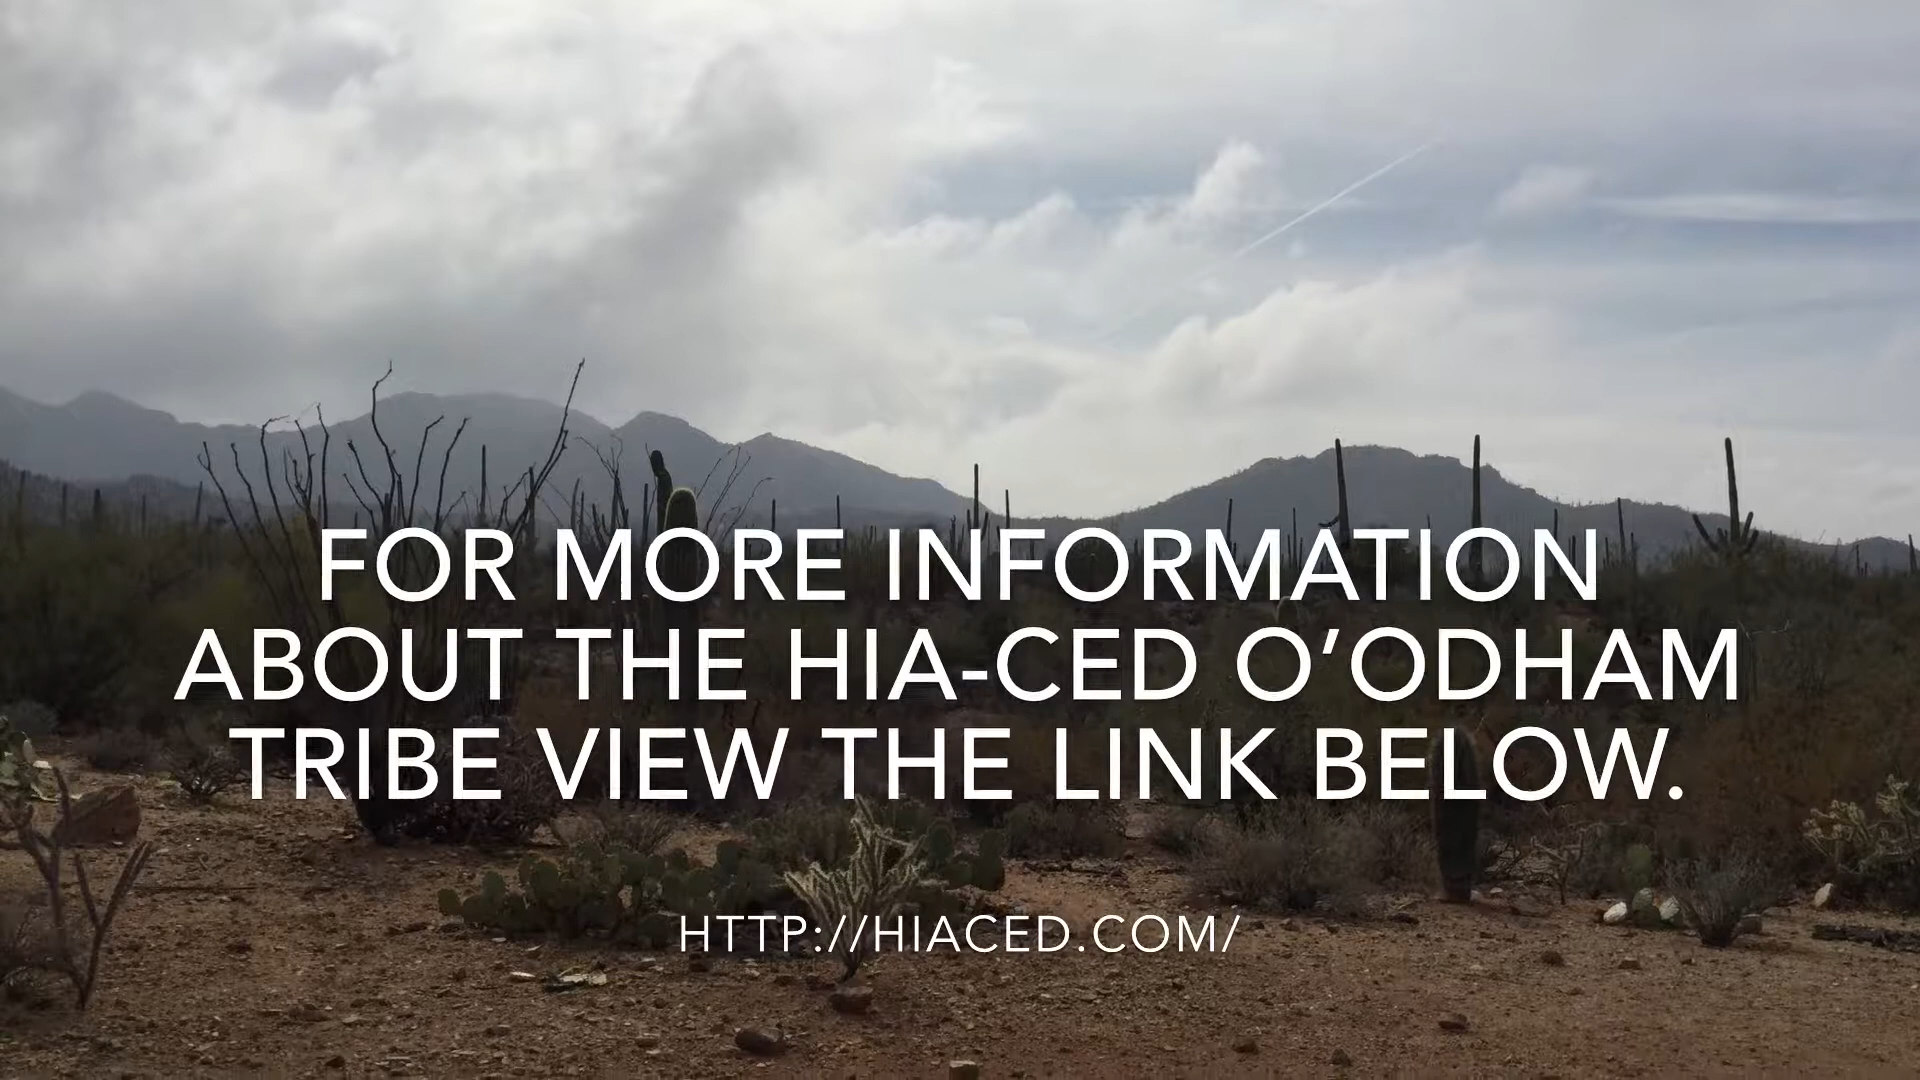 FOR MORE INFORMATION
ABOUT THE HIA-CED O’ODHAM
TRIBE VIEW THE LINK BELOW.
HTTP://HIACED.COM/